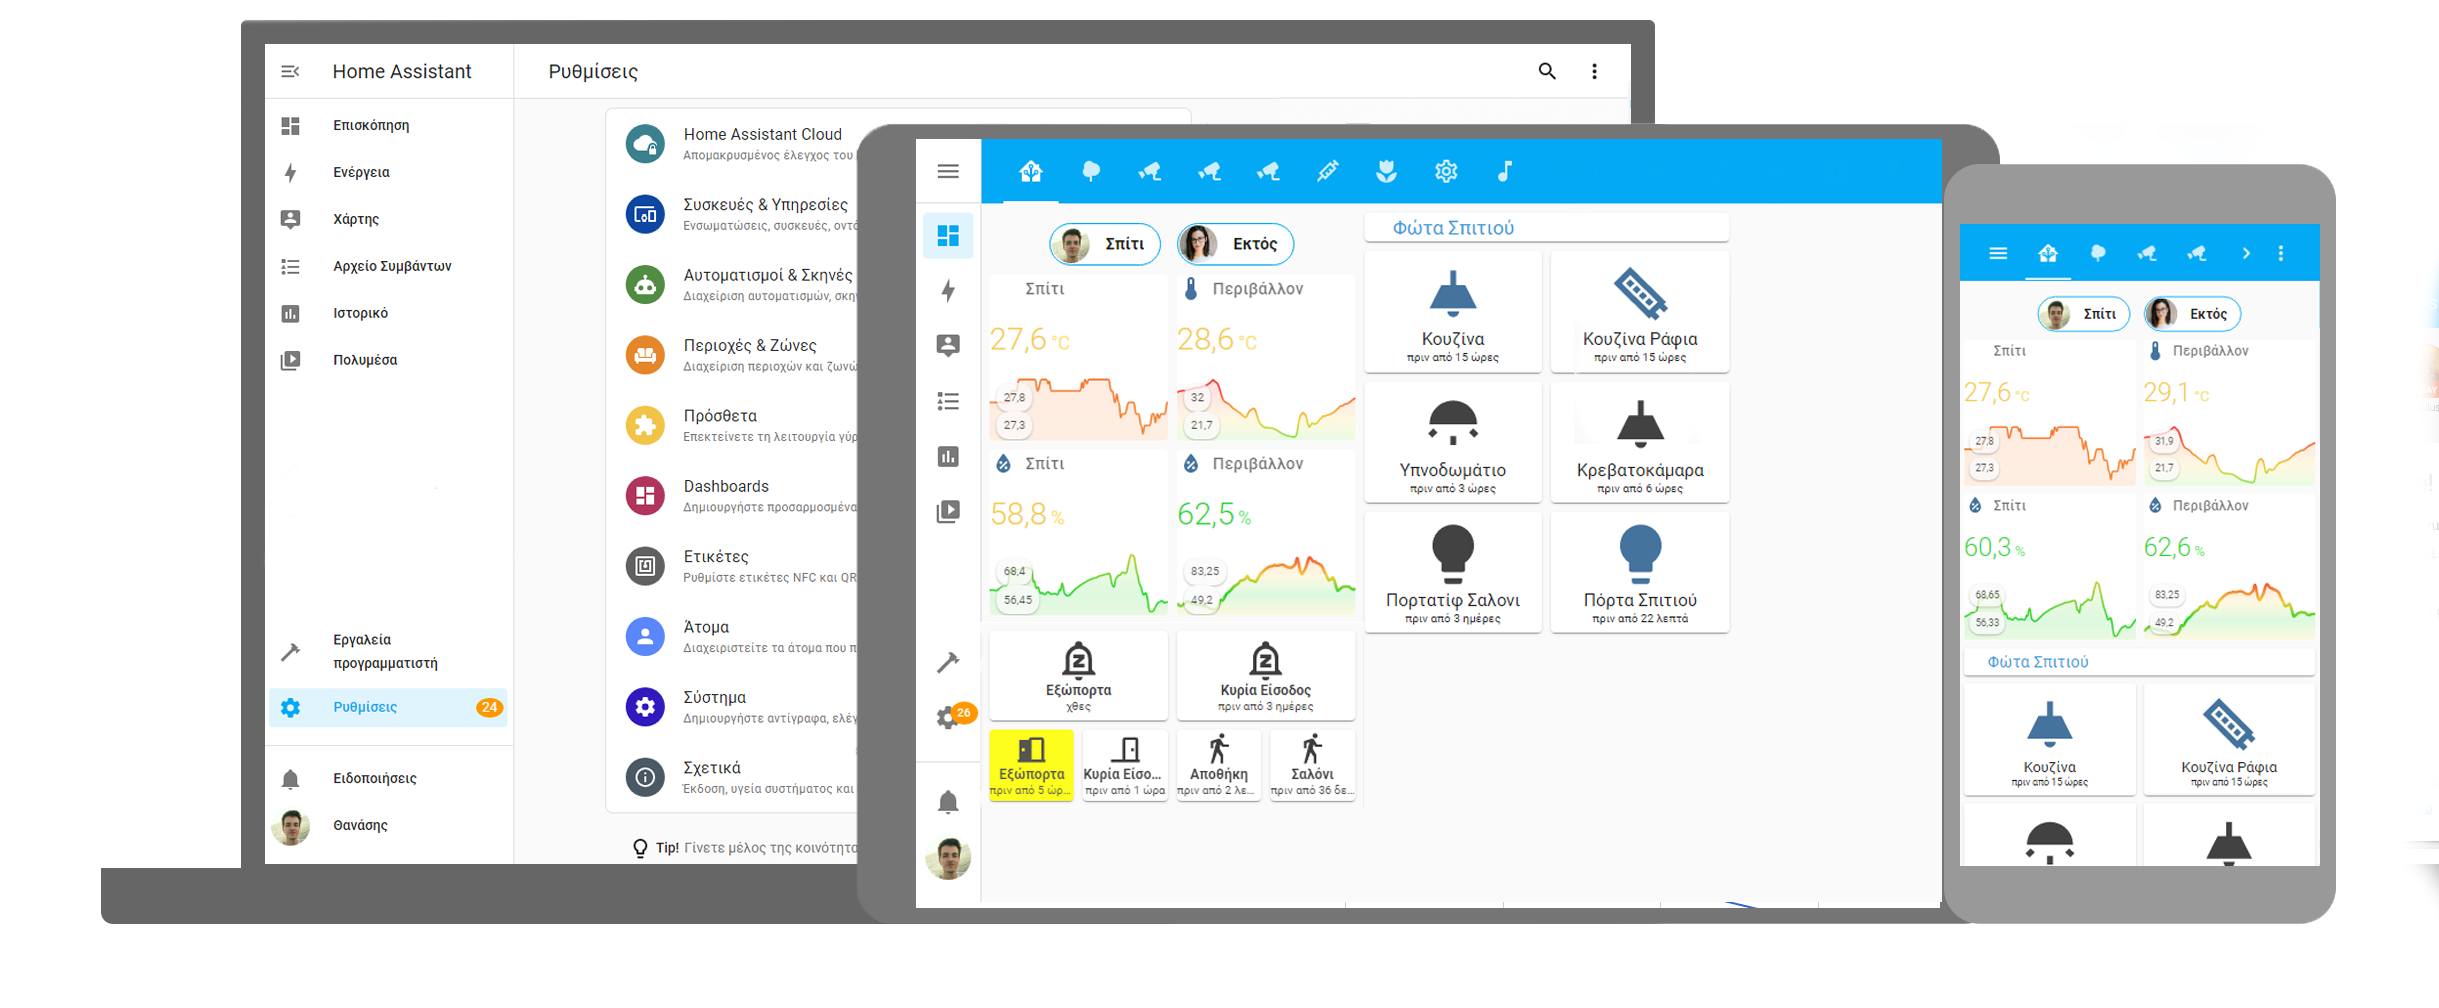 Home Assistant
Ρυθμίσεις
Επισκόπηση
Ενέργεια
Χάρτης
Αρχείο Συμβάντων
Ιστορικό
Πολυμέσα
Εργαλεία
προγραμματιστή
Ρυθμίσεις 24
Ειδοποιήσεις
Θανάσης
Home Assistant Cloud
Απομακρυσμένος έλεγχος του
Συσκευές & Υπηρεσίες
Ενσωματώσεις, συσκευές,
Αυτοματισμοί & Σκηνές
Διαχείριση αυτοματισμών,
Περιοχές & Ζώνες
Διαχείριση περιοχών και
Πρόσθετα
Επεκτείνετε τη λειτουργία
Dashboards
Δημιουργήστε προσαρμοσμένα
Ετικέτες
Ρυθμίστε ετικέτες NFC και QR
Άτομα
Διαχειριστείτε τα άτομα που
Σύστημα
Δημιουργήστε αντίγραφα,
Σχετικά
Έκδοση, υγεία συστήματος και
Tip! Γίνετε μέλος της
26
Σπίτι Εκτός
Σπίτι Περιβάλλον
27,6 °C 28,6 °C
27,8 32
27,3 21,7
Σπίτι Περιβάλλον
58,8 % 62,5 %
68,4 83,25
56,45 49,2
Εξώπορτα Κυρία Είσοδος
χθες πριν από 3 ημέρες
Εξώπορτα Κυρία Είσο... Αποθήκη Σαλόνι
πριν από 5 ώρ... πριν από 1 ώρα πριν από 2 λε... πριν από 36 δε...
Φώτα Σπιτιού
Κουζίνα Κουζίνα Ράφια
πριν από 15 ώρες πριν από 15 ώρες
Υπνοδωμάτιο Κρεβατοκάμαρα
πριν από 3 ώρες πριν από 6 ώρες
Πορτατίφ Σαλονι Πόρτα Σπιτιού
πριν από 3 ημέρες πριν από 22 λεπτά
Σπίτι Εκτός
Σπίτι Περιβάλλον
27,6 °C 29,1 °C
27,8 31,9
27,3 21,7
Σπίτι Περιβάλλον
60,3 % 62,6 %
68,65 83,25
56,33 49,2
Φώτα Σπιτιού
Κουζίνα Κουζίνα Ράφια
πριν από 15 ώρες πριν από 15 ώρες